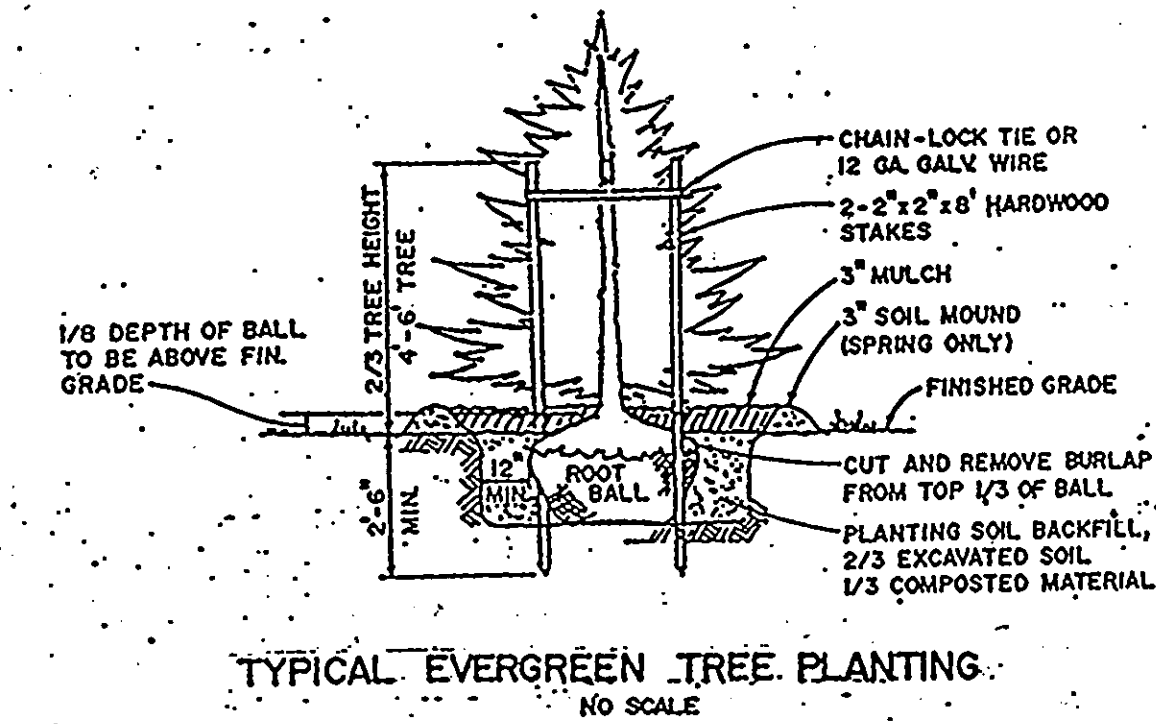 CHAIN-LOCK TIE OR
12 GA. GALV. WIRE
2-2"x2"x8' HARDWOOD
STAKES
3" MULCH
3" SOIL MOUND
(SPRING ONLY)
FINISHED GRADE
1/8 DEPTH OF BALL
TO BE ABOVE FIN.
GRADE
2/3 TREE HEIGHT
4'-6' TREE
2'-6"
MIN.
12"
MIN.
ROOT
BALL
CUT AND REMOVE BURLAP
FROM TOP 1/3 OF BALL
PLANTING SOIL BACKFILL,
2/3 EXCAVATED SOIL
1/3 COMPOSTED MATERIAL
TYPICAL EVERGREEN TREE PLANTING
NO SCALE